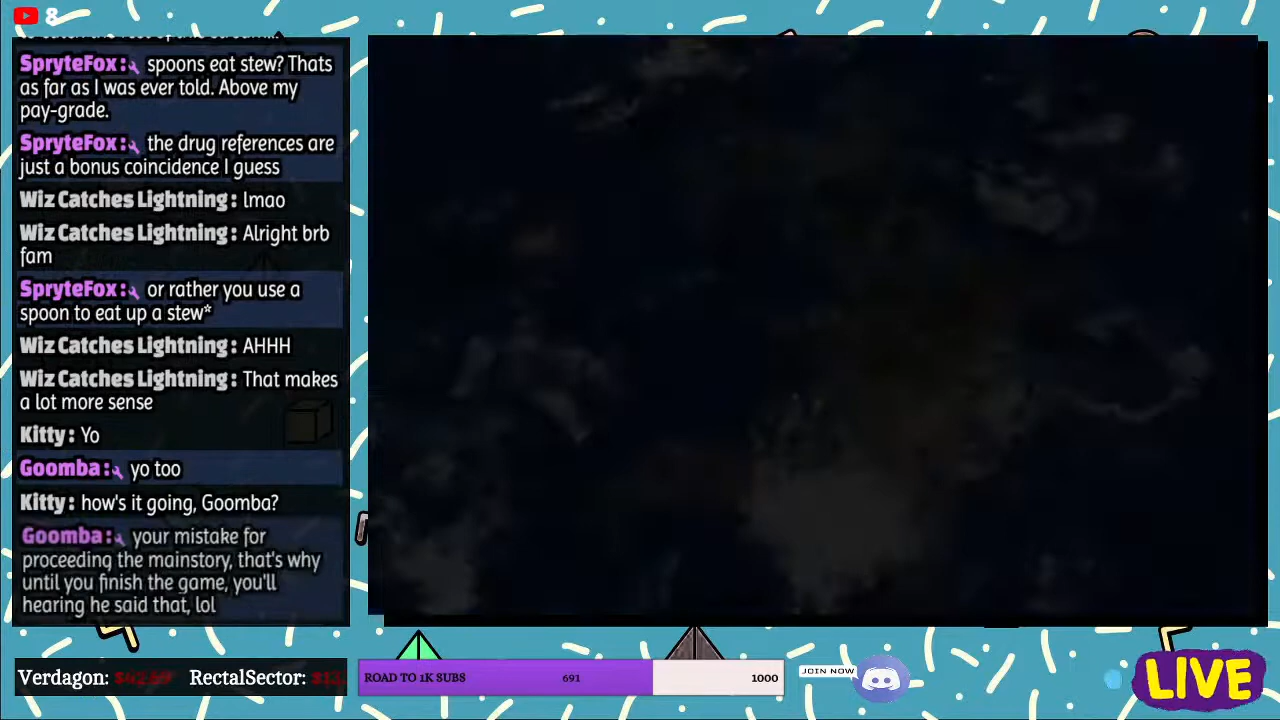 8
SpryteFox: spoons eat stew? Thats
as far as I was ever told. Above my
pay-grade.
SpryteFox: the drug references are
just a bonus coincidence I guess
Wiz Catches Lightning: lmao
Wiz Catches Lightning: Alright brb
fam
SpryteFox: or rather you use a
spoon to eat up a stew*
Wiz Catches Lightning: AHHH
Wiz Catches Lightning: That makes
a lot more sense
Kitty: Yo
Goomba: yo too
Kitty: how's it going, Goomba?
Goomba: your mistake for
proceeding the mainstory, that's why
until you finish the game, you'll
hearing he said that, lol
Verdagon: $42.69 RectalSector:
ROAD TO 1K SUBS 691 1000
JOIN NOW
LIVE